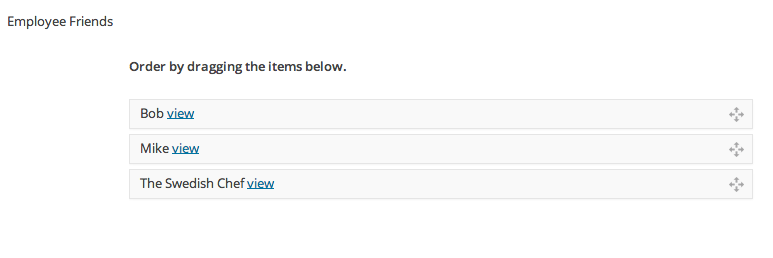 Employee Friends
Order by dragging the items below.
Bob view
Mike view
The Swedish Chef view